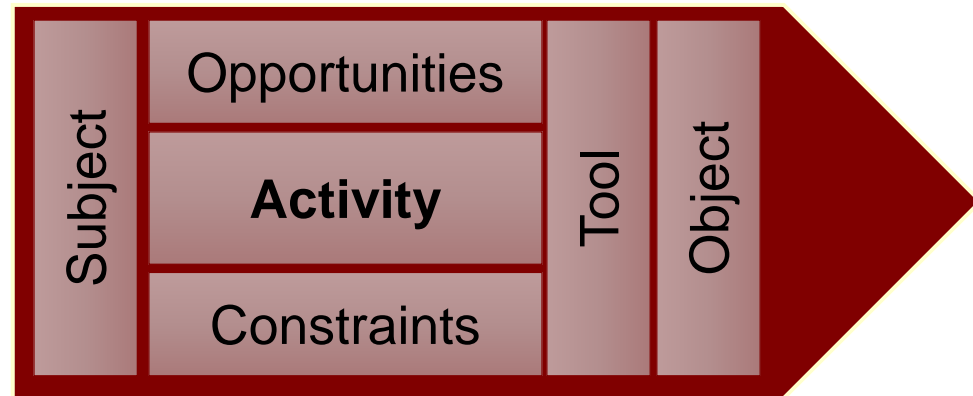 Subject
Opportunities
Activity
Constraints
Tool
Object